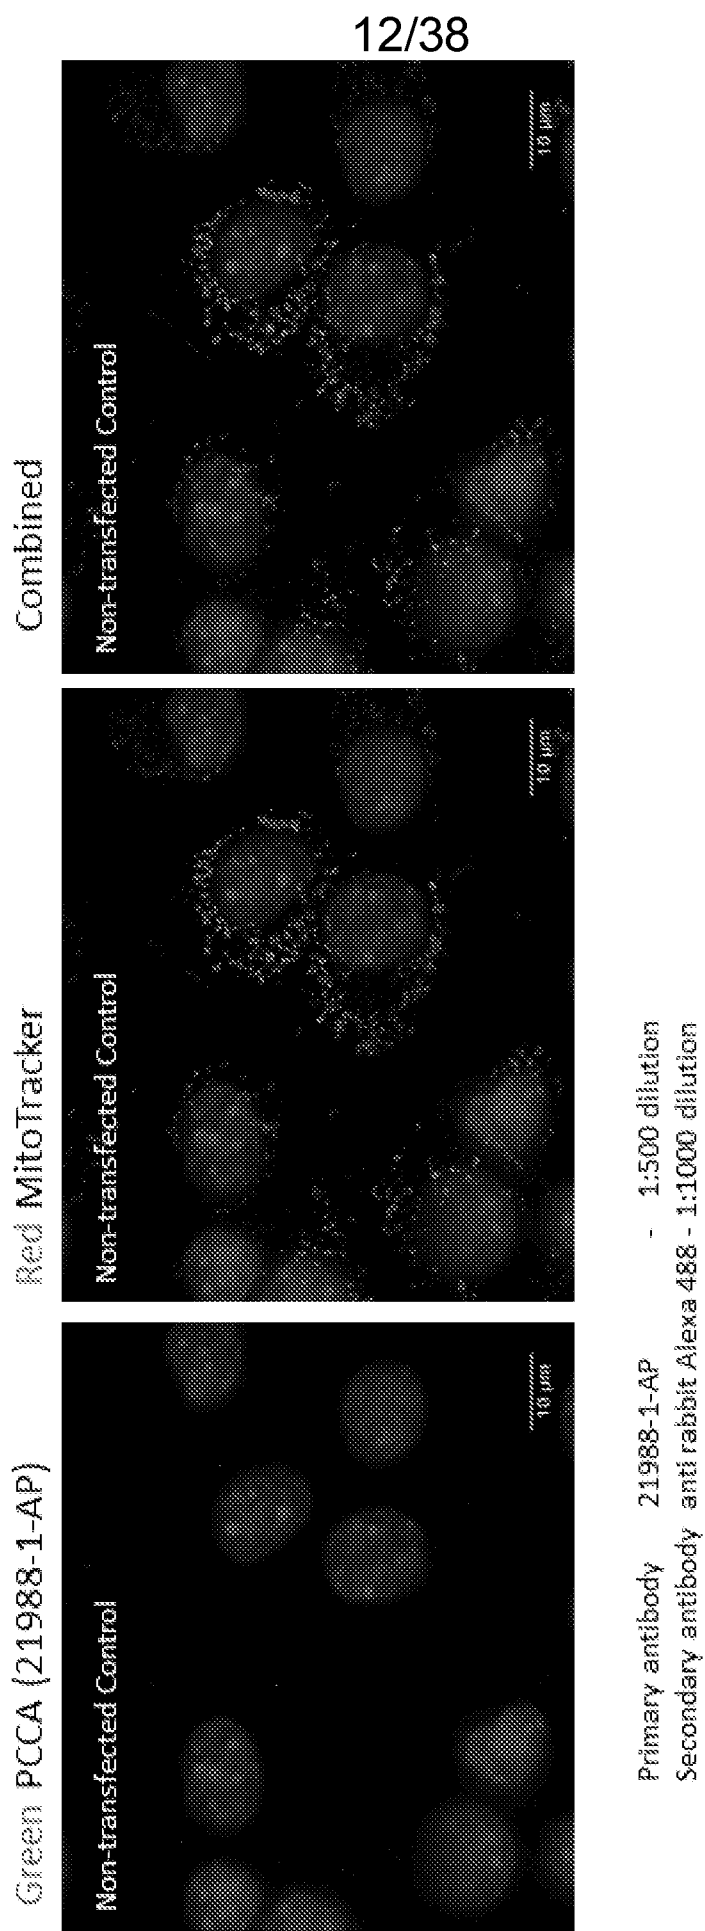 12/38
Green PCCA (21988-1-AP)
Red MitoTracker
Combined
Non-transfected Control
10 µm
Non-transfected Control
10 µm
Non-transfected Control
10 µm
Primary antibody 21988-1-AP - 1:500 dilution
Secondary antibody anti rabbit Alexa 488 - 1:1000 dilution